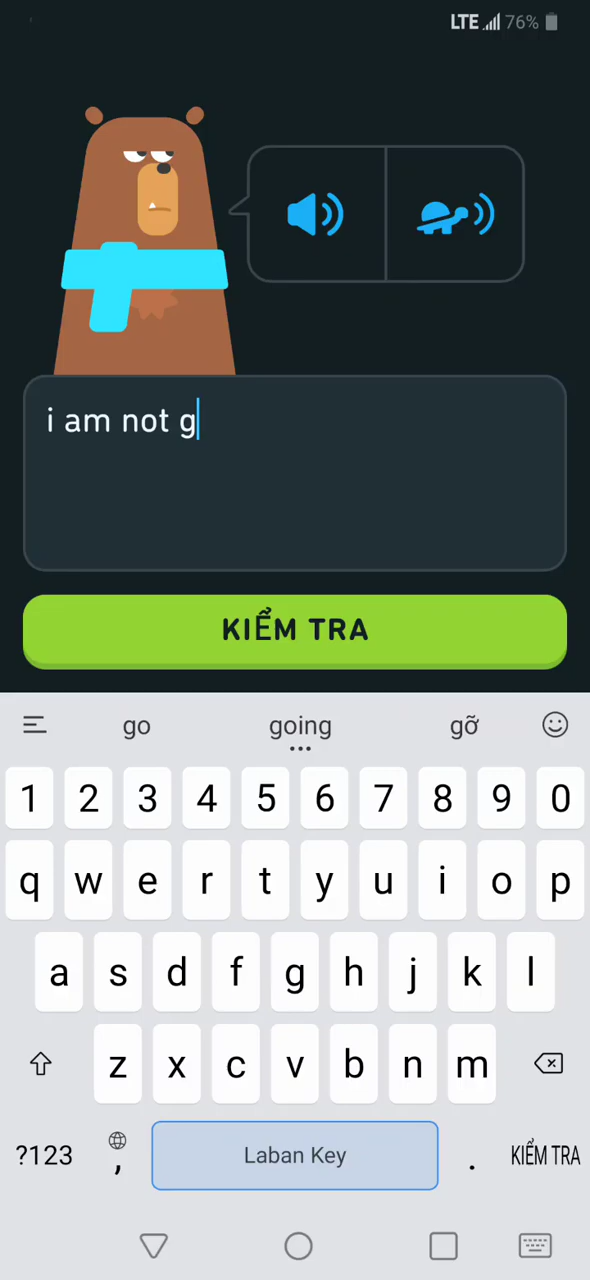 LTE 76%
i am not g
KIỂM TRA
go going gỡ
1 2 3 4 5 6 7 8 9 0
q w e r t y u i o p
a s d f g h j k l
z x c v b n m
?123 , Laban Key . KIỂM TRA